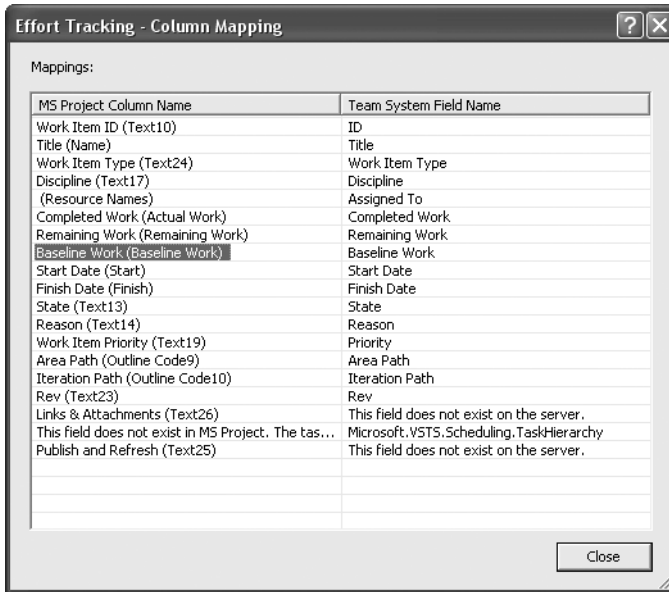 Effort Tracking - Column Mapping
Mappings:
MS Project Column Name Team System Field Name
Work Item ID (Text10) ID
Title (Name) Title
Work Item Type (Text24) Work Item Type
Discipline (Text17) Discipline
(Resource Names) Assigned To
Completed Work (Actual Work) Completed Work
Remaining Work (Remaining Work) Remaining Work
Baseline Work (Baseline Work) Baseline Work
Start Date (Start) Start Date
Finish Date (Finish) Finish Date
State (Text13) State
Reason (Text14) Reason
Work Item Priority (Text19) Priority
Area Path (Outline Code9) Area Path
Iteration Path (Outline Code10) Iteration Path
Rev (Text23) Rev
Links & Attachments (Text26) This field does not exist on the server.
This field does not exist in MS Project. The tas... Microsoft.VSTS.Scheduling.TaskHierarchy
Publish and Refresh (Text25) This field does not exist on the server.
Close